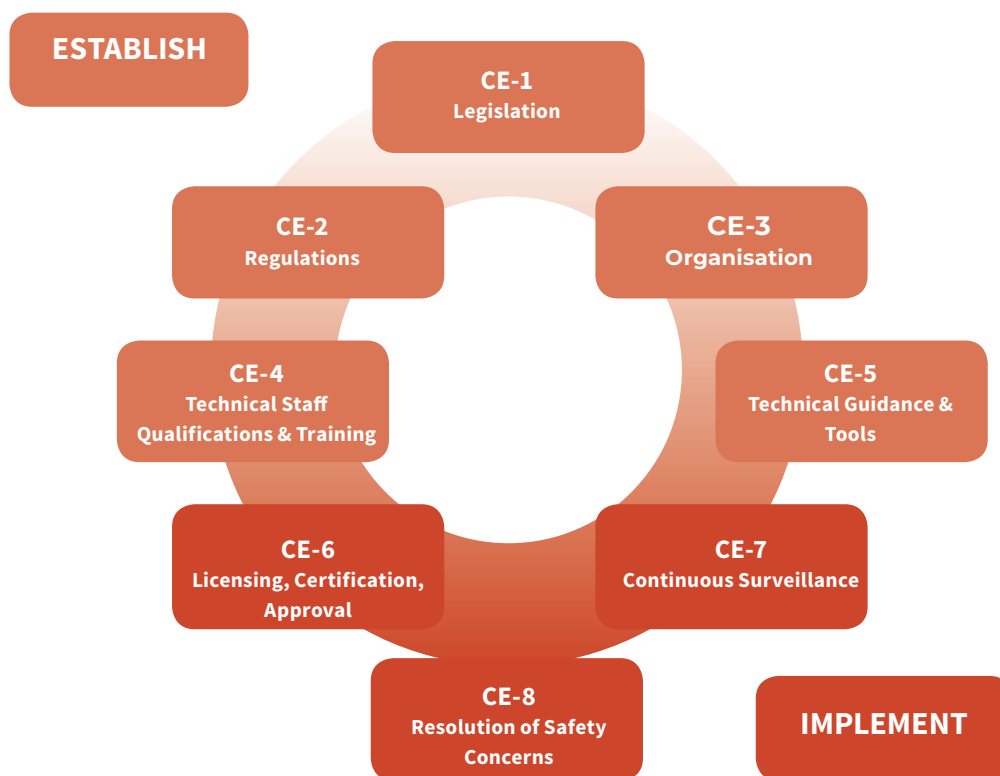 ESTABLISH
CE-1
Legislation
CE-2
Regulations
CE-3
Organisation
CE-4
Technical Staff
Qualifications & Training
CE-5
Technical Guidance &
Tools
CE-6
Licensing, Certification,
Approval
CE-7
Continuous Surveillance
CE-8
Resolution of Safety
Concerns
IMPLEMENT